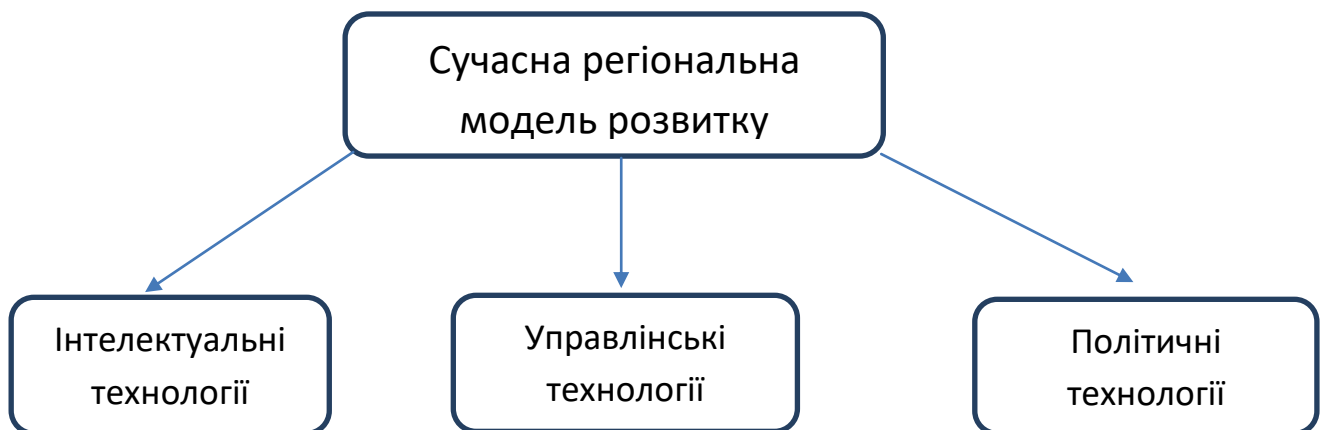 Сучасна регіональна
модель розвитку
Інтелектуальні
технології
Управлінські
технології
Політичні
технології